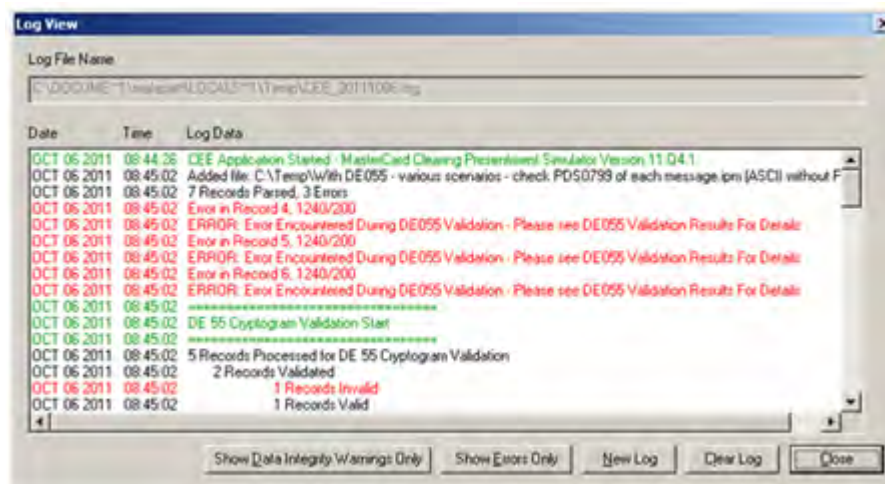 Log View
Log File Name
Date Time Log Data
OCT 06 2011 08:44:26 CEE Application Started - MasterCard Clearing Presentment Simulator Version 11.Q4.1
OCT 06 2011 08:45:02 Added file: C:\Temp\With DE055 - various scenarios - check PDS0799 of each message.ipm (ASCII) without F
OCT 06 2011 08:45:02 7 Records Parsed, 3 Errors
OCT 06 2011 08:45:02 Error in Record 4, 1240/200
OCT 06 2011 08:45:02 ERROR: Error Encountered During DE055 Validation - Please see DE055 Validation Results For Details
OCT 06 2011 08:45:02 Error in Record 5, 1240/200
OCT 06 2011 08:45:02 ERROR: Error Encountered During DE055 Validation - Please see DE055 Validation Results For Details
OCT 06 2011 08:45:02 Error in Record 6, 1240/200
OCT 06 2011 08:45:02 ERROR: Error Encountered During DE055 Validation - Please see DE055 Validation Results For Details
OCT 06 2011 08:45:02
OCT 06 2011 08:45:02 DE 55 Cryptogram Validation Start
OCT 06 2011 08:45:02
OCT 06 2011 08:45:02 5 Records Processed for DE 55 Cryptogram Validation
OCT 06 2011 08:45:02 2 Records Validated
OCT 06 2011 08:45:02 1 Records Invalid
OCT 06 2011 08:45:02 1 Records Valid
Show Data Integrity Warnings Only Show Errors Only New Log Clear Log Close